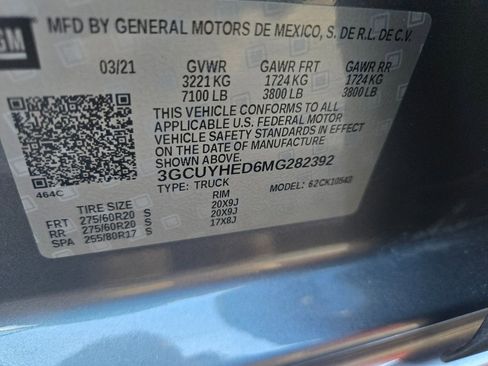 GM
MFD BY GENERAL MOTORS DE MEXICO, S. DE R.L. DE C.V.
03/21 GVWR GAWR FRT GAWR RR
3221 KG 1724 KG 1724 KG
7100 LB 3800 LB 3800 LB
THIS VEHICLE CONFORMS TO ALL
APPLICABLE U.S. FEDERAL MOTOR
VEHICLE SAFETY STANDARDS IN EFFECT
ON THE DATE OF MANUFACTURE
SHOWN ABOVE.
3GCUYHED6MG282392
464C TYPE: TRUCK MODEL: 62CK10543
TIRE SIZE RIM
FRT 275/60R20 S 20X9J
RR 275/60R20 S 20X9J
SPA 255/80R17 S 17X8J